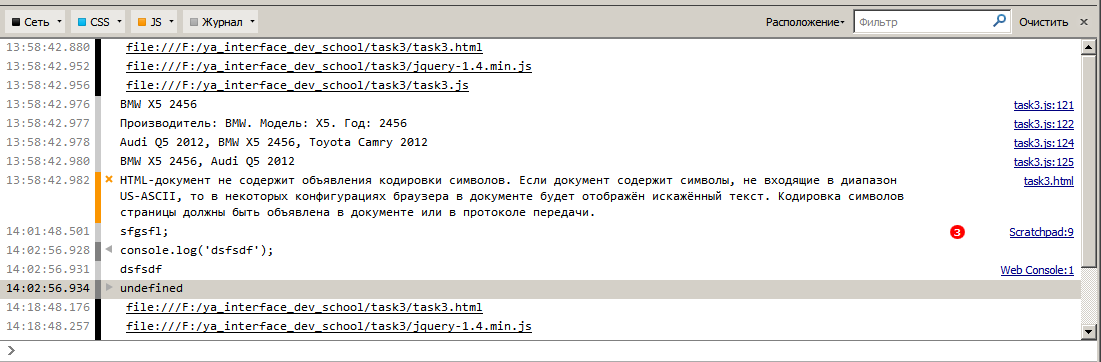 Сеть CSS JS Журнал Расположение Фильтр Очистить
13:58:42.880 file:///F:/ya_interface_dev_school/task3/task3.html
13:58:42.952 file:///F:/ya_interface_dev_school/task3/jquery-1.4.min.js
13:58:42.956 file:///F:/ya_interface_dev_school/task3/task3.js
13:58:42.976 BMW X5 2456 task3.js:121
13:58:42.977 Производитель: BMW. Модель: X5. Год: 2456 task3.js:122
13:58:42.978 Audi Q5 2012, BMW X5 2456, Toyota Camry 2012 task3.js:124
13:58:42.980 BMW X5 2456, Audi Q5 2012 task3.js:125
13:58:42.982 HTML-документ не содержит объявления кодировки символов. Если документ содержит символы, не входящие в диапазон task3.html
US-ASCII, то в некоторых конфигурациях браузера в документе будет отображён искажённый текст. Кодировка символов
страницы должны быть объявлена в документе или в протоколе передачи.
14:01:48.501 sfgsfl; 3 Scratchpad:9
14:02:56.928 console.log('dsfsdf');
14:02:56.931 dsfsdf Web Console:1
14:02:56.934 undefined
14:18:48.176 file:///F:/ya_interface_dev_school/task3/task3.html
14:18:48.257 file:///F:/ya_interface_dev_school/task3/jquery-1.4.min.js